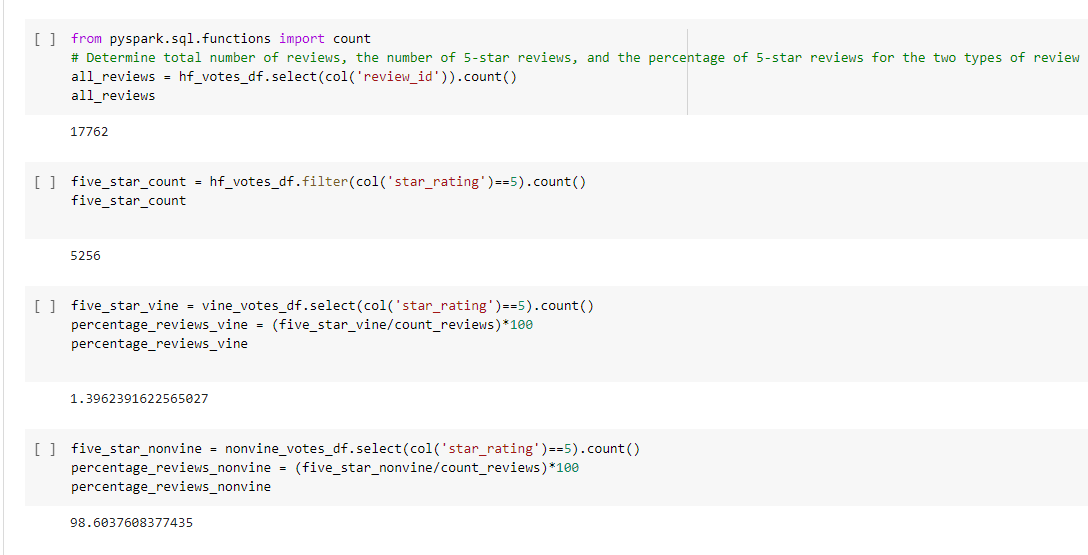 [ ] from pyspark.sql.functions import count
# Determine total number of reviews, the number of 5-star reviews, and the percentage of 5-star reviews for the two types of review
all_reviews = hf_votes_df.select(col('review_id')).count()
all_reviews
17762
[ ] five_star_count = hf_votes_df.filter(col('star_rating')==5).count()
five_star_count
5256
[ ] five_star_vine = vine_votes_df.select(col('star_rating')==5).count()
percentage_reviews_vine = (five_star_vine/count_reviews)*100
percentage_reviews_vine
1.3962391622565027
[ ] five_star_nonvine = nonvine_votes_df.select(col('star_rating')==5).count()
percentage_reviews_nonvine = (five_star_nonvine/count_reviews)*100
percentage_reviews_nonvine
98.6037608377435